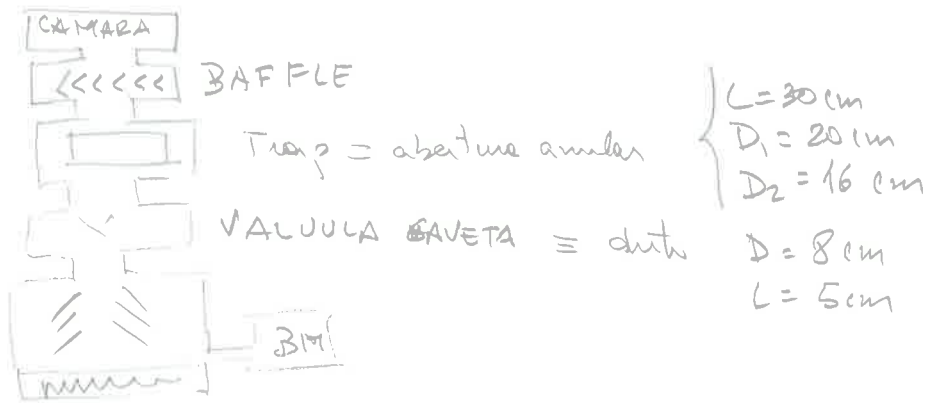 CAMARA
BAFFLE
Trap = abertura anular
L = 30 cm
D₁ = 20 cm
D₂ = 16 cm
VALVULA GAVETA ≡ duto
D = 8 cm
L = 5 cm
BM